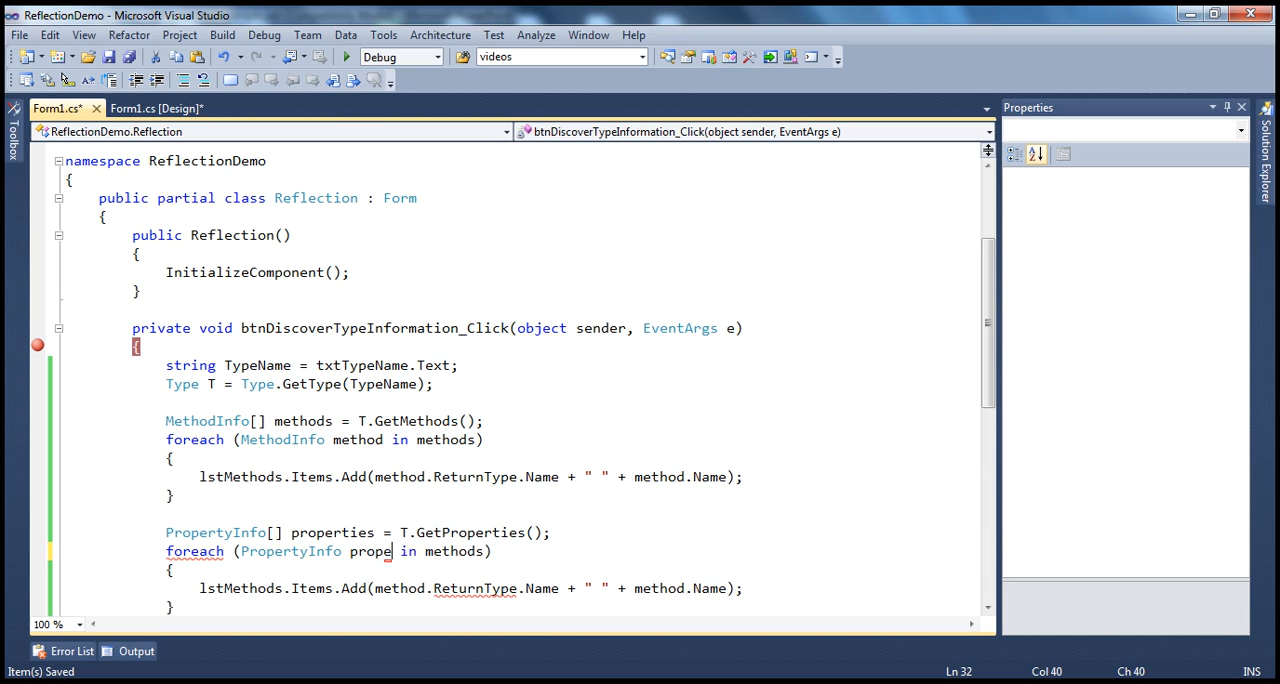 ReflectionDemo - Microsoft Visual Studio
File Edit View Refactor Project Build Debug Team Data Tools Architecture Test Analyze Window Help
Debug videos
Form1.cs* Form1.cs [Design]* Properties
Toolbox
ReflectionDemo.Reflection btnDiscoverTypeInformation_Click(object sender, EventArgs e)
Solution Explorer
namespace ReflectionDemo
{
public partial class Reflection : Form
{
public Reflection()
{
InitializeComponent();
}
private void btnDiscoverTypeInformation_Click(object sender, EventArgs e)
{
string TypeName = txtTypeName.Text;
Type T = Type.GetType(TypeName);
MethodInfo[] methods = T.GetMethods();
foreach (MethodInfo method in methods)
{
lstMethods.Items.Add(method.ReturnType.Name + " " + method.Name);
}
PropertyInfo[] properties = T.GetProperties();
foreach (PropertyInfo prope in methods)
{
lstMethods.Items.Add(method.ReturnType.Name + " " + method.Name);
}
100 %
Error List Output
Item(s) Saved Ln 32 Col 40 Ch 40 INS